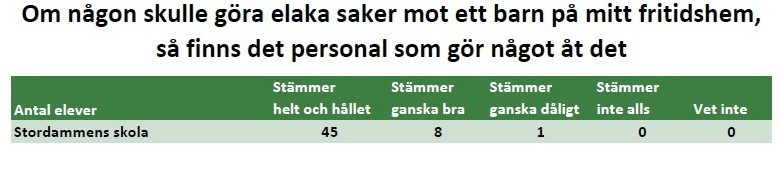 Om någon skulle göra elaka saker mot ett barn på mitt fritidshem,
så finns det personal som gör något åt det
Stämmer Stämmer Stämmer Stämmer
Antal elever helt och hållet ganska bra ganska dåligt inte alls Vet inte
Stordammens skola 45 8 1 0 0